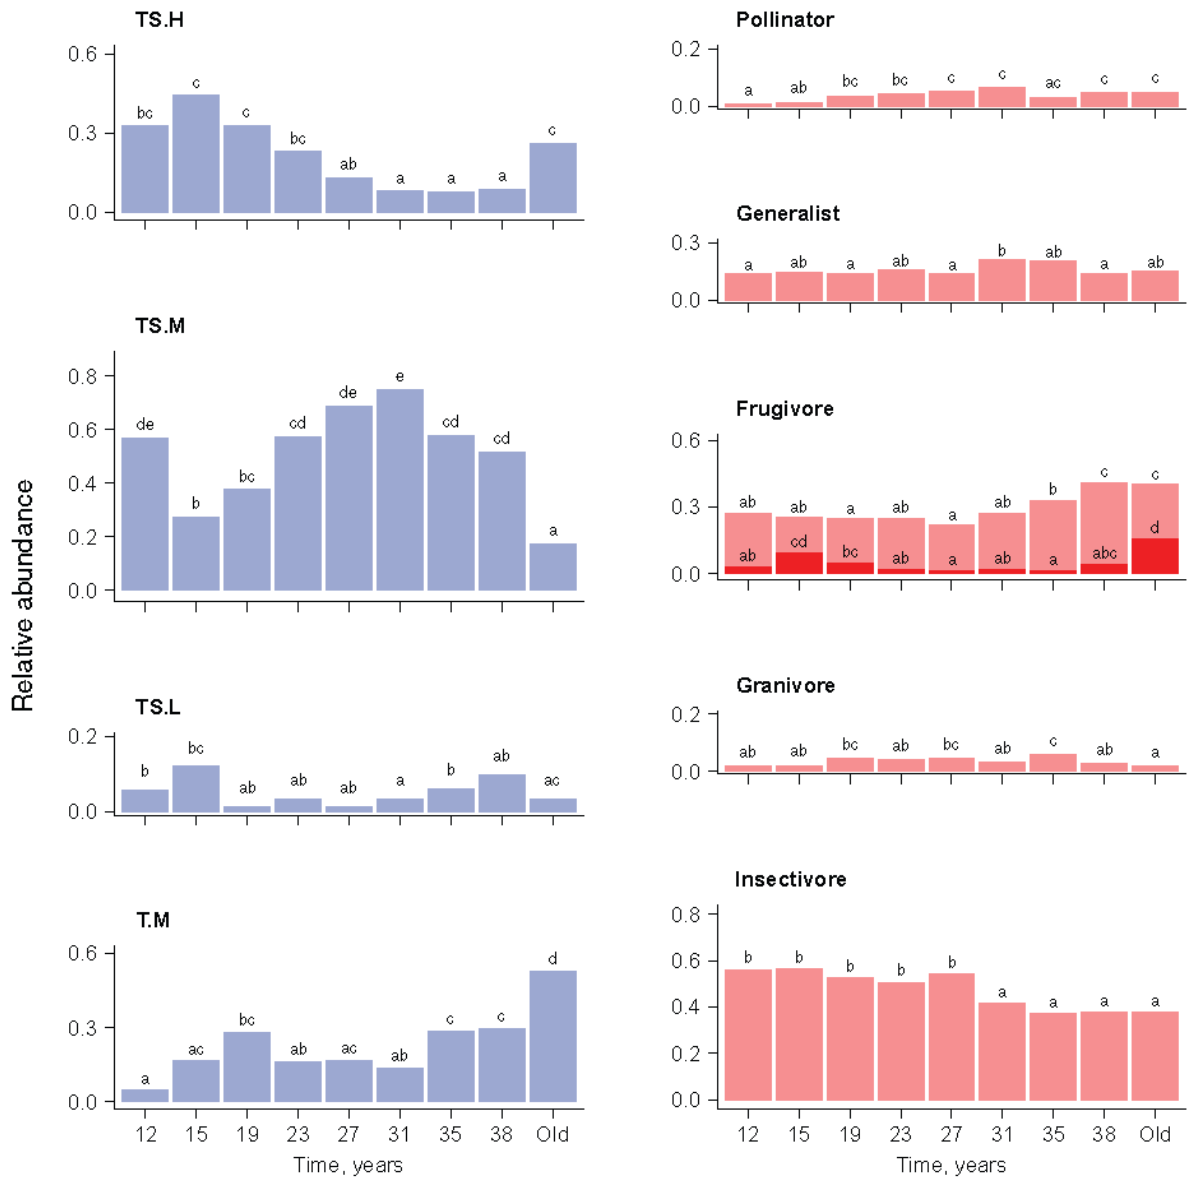 Relative abundance
TS.H
0.6
0.3
0.0
bc c c bc ab a a a c
TS.M
0.8
0.6
0.4
0.2
0.0
de b bc cd de e cd cd a
TS.L
0.2
0.0
b bc ab ab ab a b ab ac
T.M
0.6
0.3
0.0
a ac bc ab ac ab c c d
12 15 19 23 27 31 35 38 Old
Time, years
Pollinator
0.2
0.0
a ab bc bc c c ac c c
Generalist
0.3
0.0
a ab a ab a b ab a ab
Frugivore
0.6
0.3
0.0
ab ab a ab a ab b c c
ab cd bc ab a ab a abc d
Granivore
0.2
0.0
ab ab bc ab bc ab c ab a
Insectivore
0.8
0.6
0.4
0.2
0.0
b b b b b a a a a
12 15 19 23 27 31 35 38 Old
Time, years